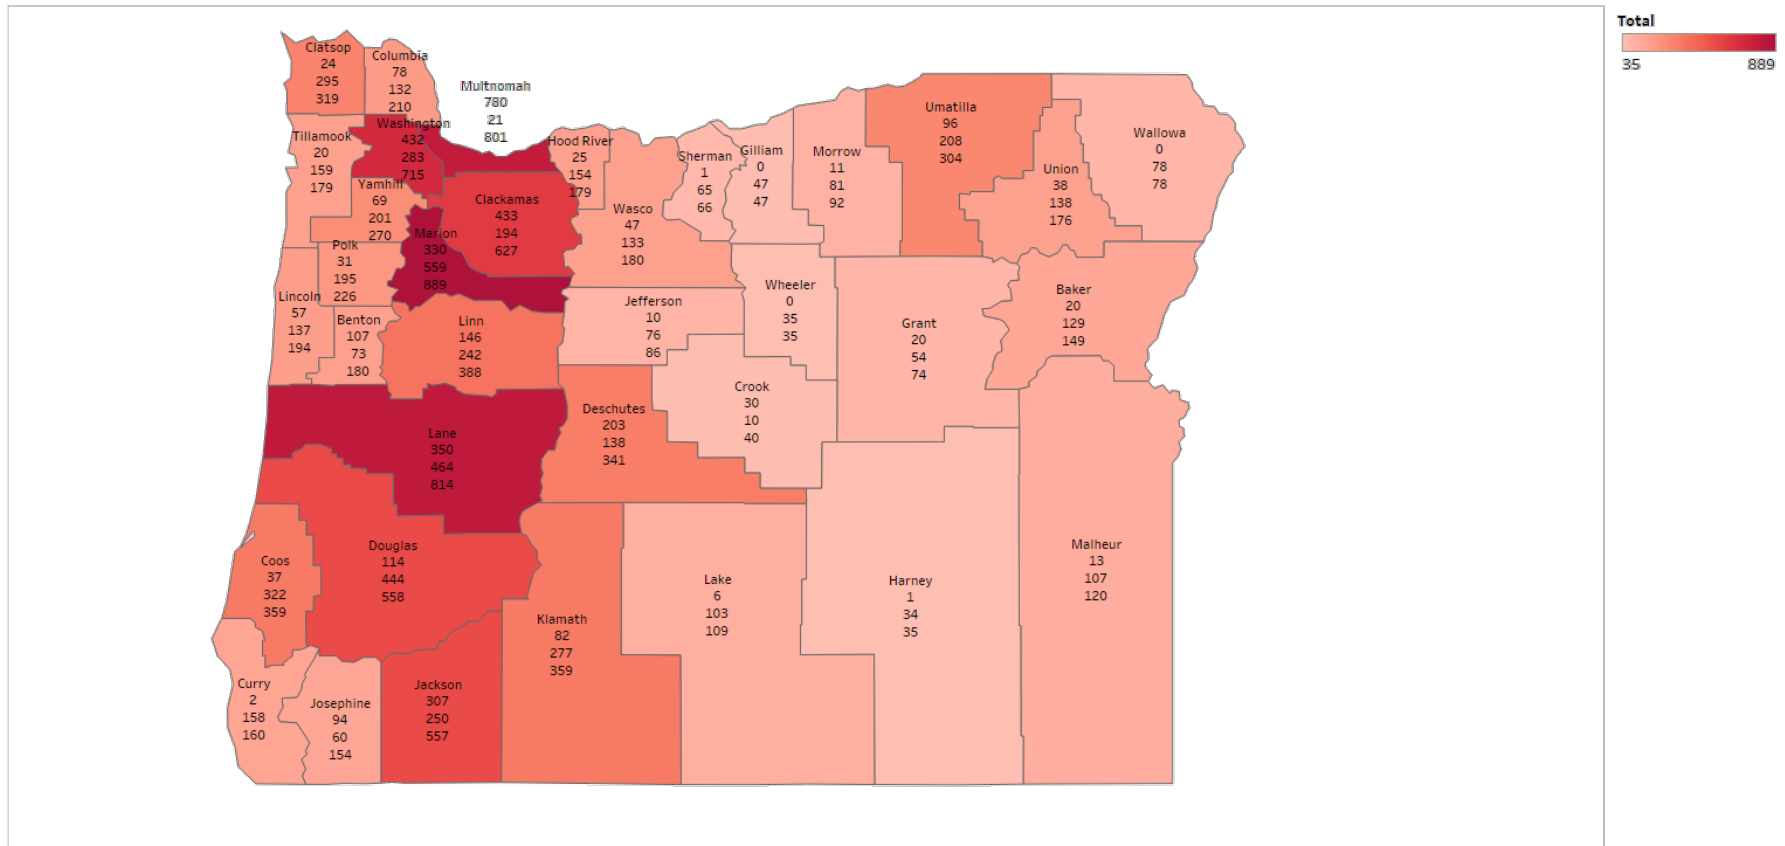 Total
35 889
Clatsop
24
295
319
Columbia
78
132
210
Multnomah
780
21
801
Washington
432
283
715
Tillamook
20
159
179
Yamhill
69
201
270
Hood River
25
154
179
Clackamas
433
194
627
Marion
330
559
889
Polk
31
195
226
Wasco
47
133
180
Sherman
1
65
66
Gilliam
0
47
47
Morrow
11
81
92
Umatilla
96
208
304
Union
38
138
176
Wallowa
0
78
78
Lincoln
57
137
194
Benton
107
73
180
Linn
146
242
388
Jefferson
10
76
86
Wheeler
0
35
35
Grant
20
54
74
Baker
20
129
149
Lane
350
464
814
Deschutes
203
138
341
Crook
30
10
40
Coos
37
322
359
Douglas
114
444
558
Klamath
82
277
359
Lake
6
103
109
Harney
1
34
35
Malheur
13
107
120
Curry
2
158
160
Josephine
94
60
154
Jackson
307
250
557